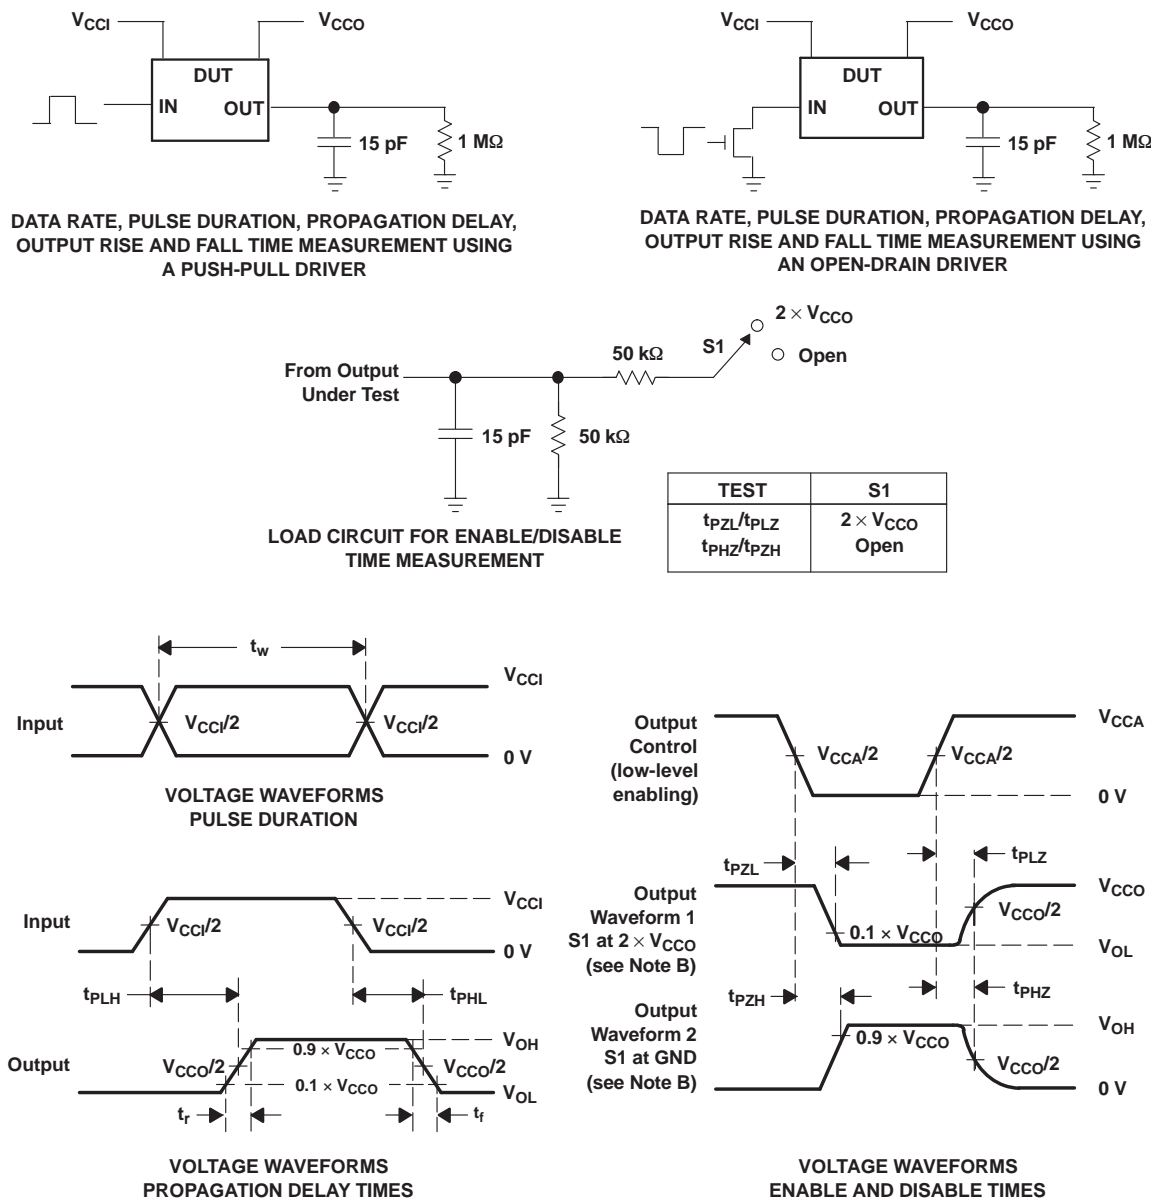 VCCI VCCO
DUT
IN OUT
15 pF 1 MΩ
DATA RATE, PULSE DURATION, PROPAGATION DELAY,
OUTPUT RISE AND FALL TIME MEASUREMENT USING
A PUSH-PULL DRIVER
VCCI VCCO
DUT
IN OUT
15 pF 1 MΩ
DATA RATE, PULSE DURATION, PROPAGATION DELAY,
OUTPUT RISE AND FALL TIME MEASUREMENT USING
AN OPEN-DRAIN DRIVER
2 × VCCO
S1
Open
50 kΩ
From Output
Under Test
15 pF 50 kΩ
LOAD CIRCUIT FOR ENABLE/DISABLE
TIME MEASUREMENT
TEST S1
tPZL/tPLZ 2 × VCCO
tPHZ/tPZH Open
tw
VCCI
Input VCCI/2 VCCI/2
0 V
VOLTAGE WAVEFORMS
PULSE DURATION
VCCI
Input VCCI/2 VCCI/2
0 V
tPLH tPHL
VOH
0.9 × VCCO
Output VCCO/2 VCCO/2
0.1 × VCCO
VOL
tr tf
VOLTAGE WAVEFORMS
PROPAGATION DELAY TIMES
Output
Control
(low-level
enabling)
VCCA
VCCA/2 VCCA/2
0 V
tPZL tPLZ
Output
Waveform 1
S1 at 2 × VCCO
(see Note B)
VCCO
VCCO/2
0.1 × VCCO
VOL
tPZH tPHZ
Output
Waveform 2
S1 at GND
(see Note B)
VOH
0.9 × VCCO
VCCO/2
0 V
VOLTAGE WAVEFORMS
ENABLE AND DISABLE TIMES